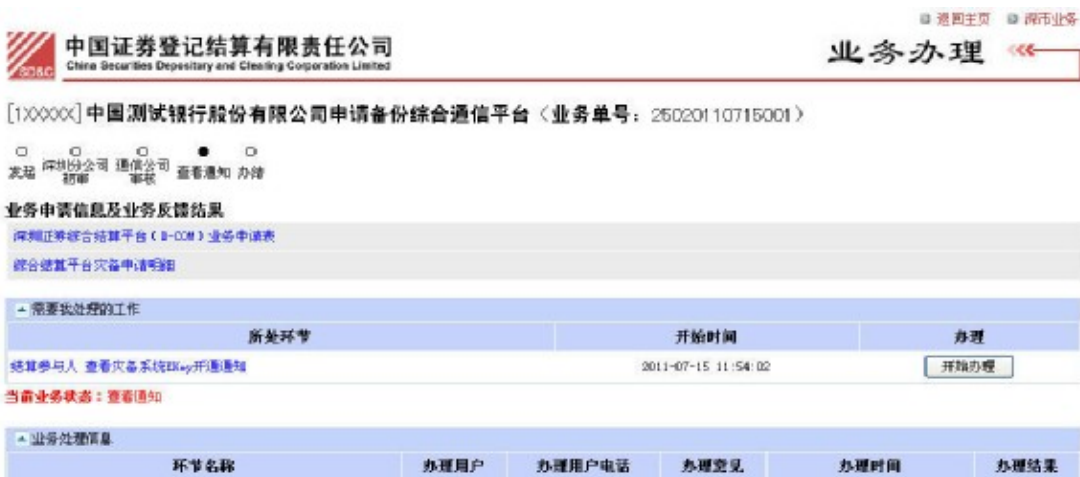 返回主页 深市业务
中国证券登记结算有限责任公司
China Securities Depository and Clearing Corporation Limited
SD&C
业务办理
[1XXXXX]中国测试银行股份有限公司申请备份综合通信平台（业务单号：25020110715001）
发起 深圳分公司初审 通信公司审核 查看通知 办结
业务申请信息及业务反馈结果
深圳证券综合结算平台（D-COM）业务申请表
综合结算平台灾备申请明细
需要我处理的工作
所处环节 开始时间 办理
结算参与人 查看灾备系统EKey开通通知 2011-07-15 11:54:02 开始办理
当前业务状态：查看通知
业务处理信息
环节名称 办理用户 办理用户电话 办理意见 办理时间 办理结果